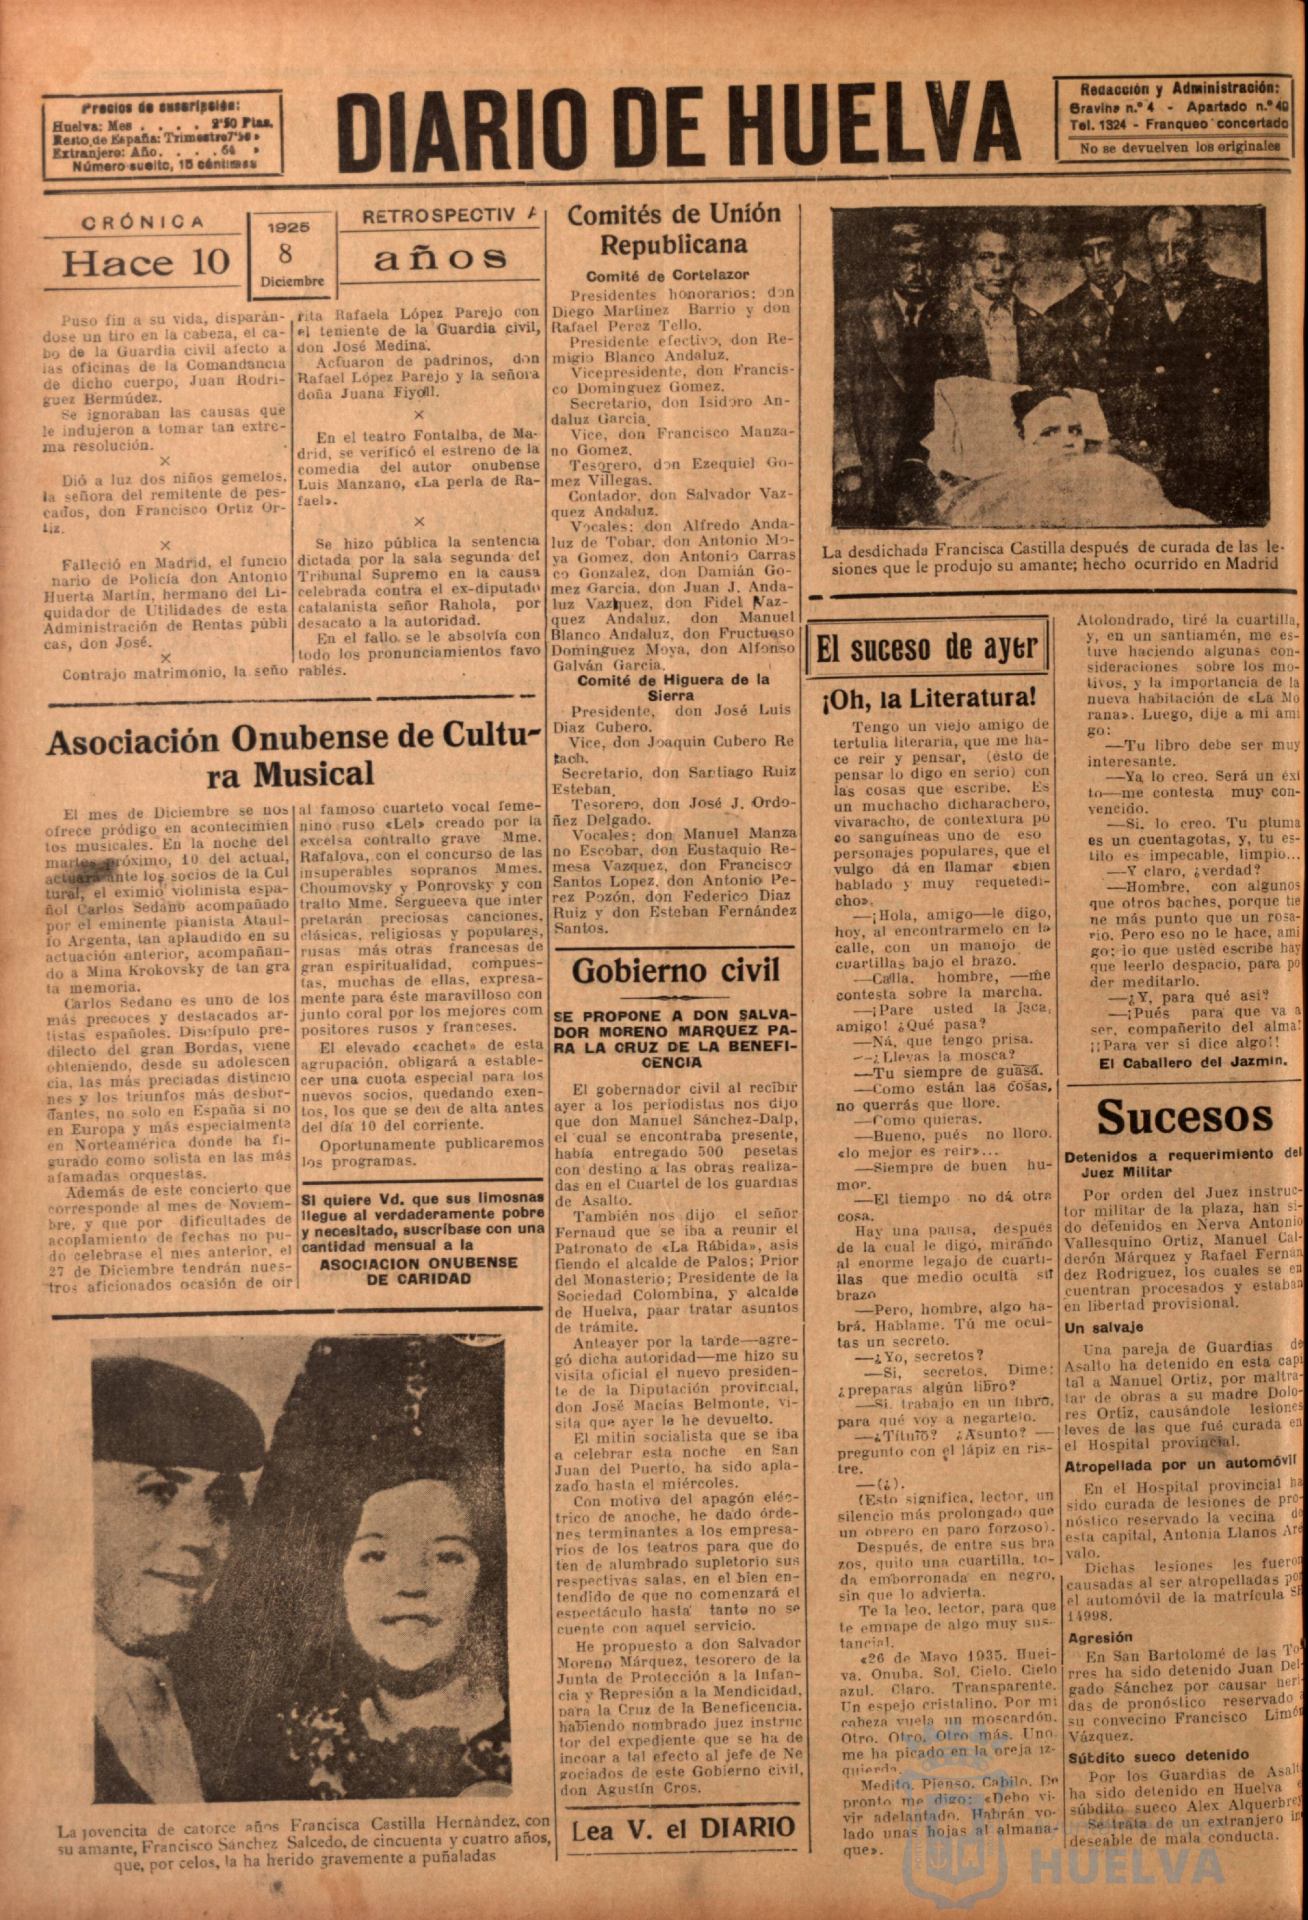 Precios de suscripción:
Huelva: Mes . . . . 2'50 Ptas.
Resto de España: Trimestre 7'50 »
Extranjero: Año. . . . 64 »
Número suelto, 15 céntimos
DIARIO DE HUELVA
Redacción y Administración:
Gravina n.º 4 - Apartado n.º 40
Tel. 1324 - Franqueo concertado
No se devuelven los originales
CRÓNICA
RETROSPECTIVA
Hace 10
1925
8
Diciembre
años
Puso fin a su vida, disparán-
dose un tiro en la cabeza, el ca-
bo de la Guardia civil afecto a
las oficinas de la Comandancia
de dicho cuerpo, Juan Rodrí-
guez Bermúdez.
Se ignoraban las causas que
le indujeron a tomar tan extre-
ma resolución.
×
Dió a luz dos niños gemelos,
la señora del remitente de pes-
cados, don Francisco Ortiz Or-
tiz.
×
Falleció en Madrid, el funcio
nario de Policía don Antonio
Huerta Martín, hermano del Li-
quidador de Utilidades de esta
Administración de Rentas públi
cas, don José.
×
Contrajo matrimonio, la seño
rita Rafaela López Parejo con
el teniente de la Guardia civil,
don José Medina.
Actuaron de padrinos, don
Rafael López Parejo y la señora
doña Juana Fiyoll.
×
En el teatro Fontalba, de Ma-
drid, se verificó el estreno de la
comedia del autor onubense
Luis Manzano, «La perla de Ra-
fael».
×
Se hizo pública la sentencia
dictada por la sala segunda del
Tribunal Supremo en la causa
celebrada contra el ex-diputado
catalanista señor Rahola, por
desacato a la autoridad.
En el fallo se le absolvía con
todo los pronunciamientos favo
rables.
Asociación Onubense de Cultu-
ra Musical
El mes de Diciembre se nos
ofrece pródigo en acontecimien
tos musicales. En la noche del
martes próximo, 10 del actual,
actuará ante los socios de la Cul
tural, el eximio violinista espa-
ñol Carlos Sedano acompañado
por el eminente pianista Ataul-
fo Argenta, tan aplaudido en su
actuación anterior, acompañan-
do a Mina Krokovsky de tan gra
ta memoria.
Carlos Sedano es uno de los
más precoces y destacados ar-
tistas españoles. Discípulo pre-
dilecto del gran Bordas, viene
obteniendo, desde su adolescen
cia, las más preciadas distincio
nes y los triunfos más desbor-
dantes, no solo en España si no
en Europa y más especialmenta
en Norteamérica donde ha fi-
gurado como solista en las más
afamadas orquestas.
Además de este concierto que
corresponde al mes de Noviem-
bre, y que por dificultades de
acoplamiento de fechas no pu-
do celebrase el mes anterior, el
27 de Diciembre tendrán nues-
tros aficionados ocasión de oir
al famoso cuarteto vocal feme-
nino ruso «Lel» creado por la
excelsa contralto grave Mme.
Rafalova, con el concurso de las
insuperables sopranos Mmes.
Choumovsky y Ponrovsky y con
tralto Mme. Sergueeva que inter
pretarán preciosas canciones,
clásicas, religiosas y populares,
rusas más otras francesas de
gran espiritualidad, compues-
tas, muchas de ellas, expresa-
mente para éste maravilloso con
junto coral por los mejores com
positores rusos y franceses.
El elevado «cachet» de esta
agrupación, obligará a estable-
cer una cuota especial para los
nuevos socios, quedando exen-
tos, los que se den de alta antes
del día 10 del corriente.
Oportunamente publicaremos
los programas.
Si quiere Vd. que sus limosnas
llegue al verdaderamente pobre
y necesitado, suscríbase con una
cantidad mensual a la
ASOCIACION ONUBENSE
DE CARIDAD
La jovencita de catorce años Francisca Castilla Hernández, con
su amante, Francisco Sánchez Salcedo, de cincuenta y cuatro años,
que, por celos, la ha herido gravemente a puñaladas
Comités de Unión
Republicana
Comité de Cortelazor
Presidentes honorarios: don
Diego Martinez Barrio y don
Rafael Perez Tello.
Presidente efectivo, don Re-
migio Blanco Andaluz.
Vicepresidente, don Francis-
co Dominguez Gomez.
Secretario, don Isidoro An-
daluz Garcia.
Vice, don Francisco Manza-
no Gomez.
Tesorero, don Ezequiel Go-
mez Villegas.
Contador, don Salvador Vaz-
quez Andaluz.
Vocales: don Alfredo Anda-
luz de Tobar, don Antonio Mo-
ya Gomez, don Antonio Carras
co Gonzalez, don Damián Go-
mez Garcia, don Juan J. Anda-
luz Vazquez, don Fidel Vaz-
quez Andaluz, don Manuel
Blanco Andaluz, don Fructuoso
Dominguez Moya, don Alfonso
Galván Garcia.
Comité de Higuera de la
Sierra
Presidente, don José Luis
Diaz Cubero.
Vice, don Joaquin Cubero Re
tach.
Secretario, don Santiago Ruiz
Esteban.
Tesorero, don José J. Ordo-
ñez Delgado.
Vocales: don Manuel Manza
no Escobar, don Eustaquio Re-
mesa Vazquez, don Francisco
Santos Lopez, don Antonio Pe-
rez Pozón, don Federico Diaz
Ruiz y don Esteban Fernández
Santos.
Gobierno civil
SE PROPONE A DON SALVA-
DOR MORENO MARQUEZ PA-
RA LA CRUZ DE LA BENEFI-
CENCIA
El gobernador civil al recibir
ayer a los periodistas nos dijo
que don Manuel Sánchez-Dalp,
el cual se encontraba presente,
había entregado 500 pesetas
con destino a las obras realiza-
das en el Cuartel de los guardias
de Asalto.
También nos dijo el señor
Fernaud que se iba a reunir el
Patronato de «La Rábida», asis
tiendo el alcalde de Palos; Prior
del Monasterio; Presidente de la
Sociedad Colombina, y alcalde
de Huelva, paar tratar asuntos
de trámite.
Anteayer por la tarde—agre-
gó dicha autoridad—me hizo su
visita oficial el nuevo presiden-
te de la Diputación provincial,
don José Macías Belmonte, vi-
sita que ayer le he devuelto.
El mitin socialista que se iba
a celebrar esta noche en San
Juan del Puerto, ha sido apla-
zado hasta el miércoles.
Con motivo del apagón eléc-
trico de anoche, he dado órde-
nes terminantes a los empresa-
rios de los teatros para que do
ten de alumbrado supletorio sus
respectivas salas, en el bien en-
tendido de que no comenzará el
espectáculo hasta tanto no se
cuente con aquel servicio.
He propuesto a don Salvador
Moreno Márquez, tesorero de la
Junta de Protección a la Infan-
cia y Represión a la Mendicidad,
para la Cruz de la Beneficencia,
habiendo nombrado juez instruc
tor del expediente que se ha de
incoar a tal efecto al jefe de Ne
gociados de este Gobierno civil,
don Agustín Cros.
Lea V. el DIARIO
La desdichada Francisca Castilla después de curada de las le-
siones que le produjo su amante; hecho ocurrido en Madrid
El suceso de ayer
¡Oh, la Literatura!
Tengo un viejo amigo de
tertulia literaria, que me ha-
ce reir y pensar, (ésto de
pensar lo digo en serio) con
las cosas que escribe. Es
un muchacho dicharachero,
vivaracho, de contextura po
co sanguíneas uno de eso
personajes populares, que el
vulgo dá en llamar «bien
hablado y muy requetedi-
cho».
—¡Hola, amigo—le digo,
hoy, al encontrarmelo en la
calle, con un manojo de
cuartillas bajo el brazo.
—Calla, hombre, —me
contesta sobre la marcha.
—¡Pare usted la jaca,
amigo! ¿Qué pasa?
—Ná, que tengo prisa.
—¿Llevas la mosca?
—Tu siempre de guasa.
—Como están las cosas,
no querrás que llore.
—Como quieras.
—Bueno, pués no lloro.
«lo mejor es reir»...
—Siempre de buen hu-
mor.
—El tiempo no dá otra
cosa.
Hay una pausa, después
de la cual le digo, mirando
al enorme legajo de cuarti-
llas que medio oculta su
brazo
—Pero, hombre, algo ha-
brá. Hablame. Tú me ocul-
tas un secreto.
—¿Yo, secretos?
—Si, secretos, Dime:
¿preparas algún libro?
—Si. trabajo en un libro,
para qué voy a negartelo.
—¿Título? ¿Asunto? —
pregunto con el lápiz en ris-
tre.
—(¿).
(Esto significa, lector, un
silencio más prolongado que
un obrero en paro forzoso).
Después, de entre sus bra
zos, quito una cuartilla, to-
da emborronada en negro,
sin que lo advierta.
Te la leo, lector, para que
te empape de algo muy sus-
tancial.
«26 de Mayo 1935. Huel-
va. Onuba. Sol. Cielo. Cielo
azul. Claro. Transparente.
Un espejo cristalino. Por mi
cabeza vuela un moscardón.
Otro. Otro. Otro más. Uno
me ha picado en la oreja iz-
quierda.
Medito. Pienso. Cabilo. De
pronto me digo: «Debo vi-
vir adelantado. Habrán vo-
lado unas hojas al almana-
que».
Atolondrado, tiré la cuartilla,
y, en un santiamén, me es-
tuve haciendo algunas con-
sideraciones sobre los mo-
tivos, y la importancia de la
nueva habitación de «La Mo
rana». Luego, dije a mi ami
go:
—Tu libro debe ser muy
interesante.
—Ya lo creo. Será un éxi
to—me contesta muy con-
vencido.
—Si, lo creo. Tu pluma
es un cuentagotas, y, tu es-
tilo es impecable, limpio...
—Y claro, ¿verdad?
—Hombre, con algunos
que otros baches, porque tie
ne más punto que un rosa-
rio. Pero eso no le hace, ami
go; lo que usted escribe hay
que leerlo despacio, para po
der meditarlo.
—¿Y, para qué así?
—¡Pués para que va a
ser, compañerito del alma!
¡¡Para ver si dice algo!!
El Caballero del Jazmín.
Sucesos
Detenidos a requerimiento del
Juez Militar
Por orden del Juez instruc-
tor militar de la plaza, han si-
do detenidos en Nerva Antonio
Vallesquino Ortiz, Manuel Cal-
derón Márquez y Rafael Fernán
dez Rodriguez, los cuales se en
cuentran procesados y estaban
en libertad provisional.
Un salvaje
Una pareja de Guardias de
Asalto ha detenido en esta capi
tal a Manuel Ortiz, por maltra-
tar de obras a su madre Dolo-
res Ortiz, causándole lesiones
leves de las que fué curada en
el Hospital provincial.
Atropellada por un automóvil
En el Hospital provincial ha
sido curada de lesiones de pro-
nóstico reservado la vecina de
esta capital, Antonia Llanos Aré
valo.
Dichas lesiones les fueron
causadas al ser atropelladas por
el automóvil de la matrícula SE
14998.
Agresión
En San Bartolomé de las To-
rres ha sido detenido Juan Del-
gado Sánchez por causar heri-
das de pronóstico reservado a
su convecino Francisco Limón
Vázquez.
Súbdito sueco detenido
Por los Guardias de Asalto
ha sido detenido en Huelva el
súbdito sueco Alex Alquerbrey
Se trata de un extranjero in-
deseable de mala conducta.
HUELVA